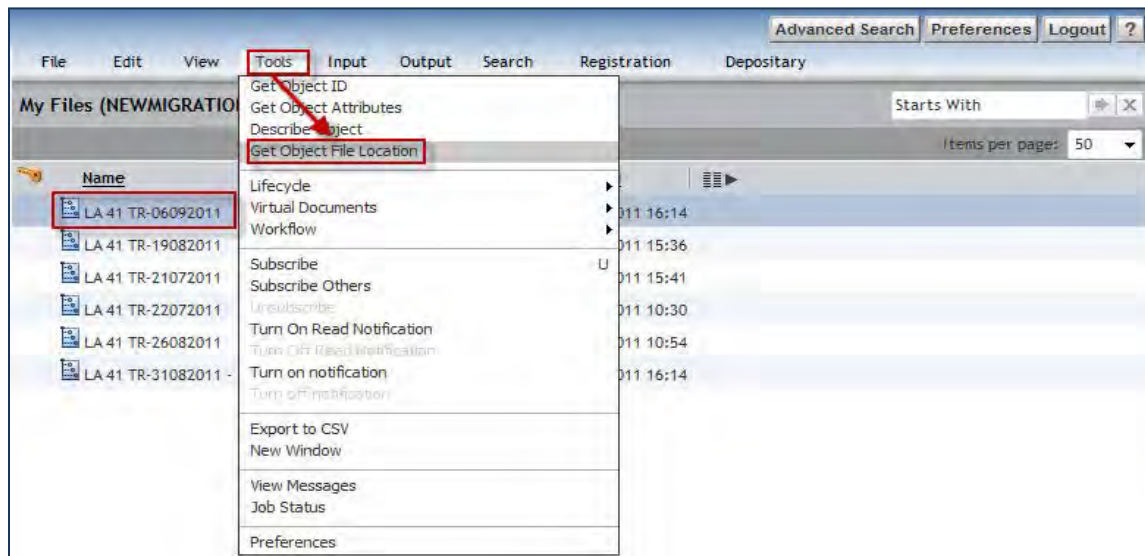 Advanced Search Preferences Logout ?
File Edit View Tools Input Output Search Registration Depositary
My Files (NEWMIGRATIO
Starts With
Items per page: 50
Name
LA 41 TR-06092011
LA 41 TR-19082011
LA 41 TR-21072011
LA 41 TR-22072011
LA 41 TR-26082011
LA 41 TR-31082011 -
Get Object ID
Get Object Attributes
Describe Object
Get Object File Location
Lifecycle
Virtual Documents
Workflow
Subscribe U
Subscribe Others
Unsubscribe
Turn On Read Notification
Turn Off Read Notification
Turn on notification
Turn off notification
Export to CSV
New Window
View Messages
Job Status
Preferences
011 16:14
011 15:36
011 15:41
011 10:30
011 10:54
011 16:14